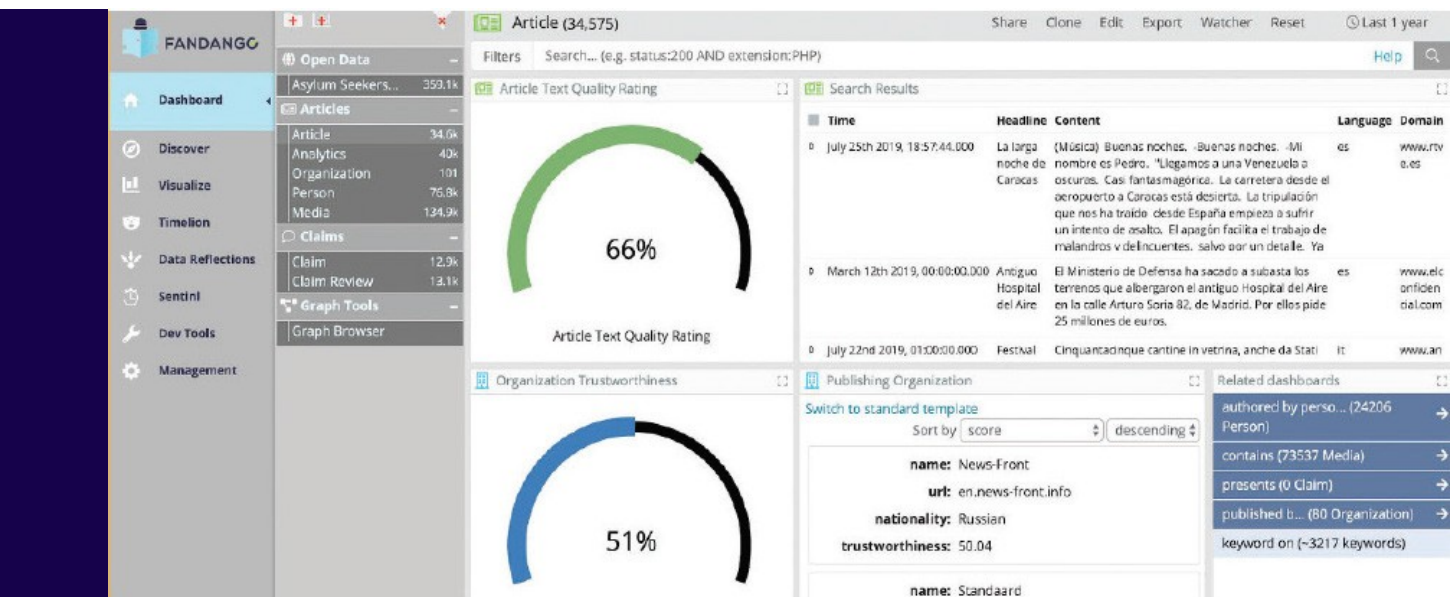 FANDANGO
Dashboard
Discover
Visualize
Timelion
Data Reflections
Sentinl
Dev Tools
Management
Open Data
Asylum Seekers... 359.1k
Articles
Article 34.6k
Analytics 40k
Organization 101
Person 76.8k
Media 134.9k
Claims
Claim 12.9k
Claim Review 13.1k
Graph Tools
Graph Browser
Article (34,575)
Share Clone Edit Export Watcher Reset Last 1 year
Filters Search... (e.g. status:200 AND extension:PHP) Help
Article Text Quality Rating
66%
Article Text Quality Rating
Search Results
Time Headline Content Language Domain
July 25th 2019, 18:57:44.000 La larga (Música) Buenas noches. -Buenas noches. -Mi es www.rtv
noche de nombre es Pedro. "Llegamos a una Venezuela a e.es
Caracas oscuras. Casi fantasmagórica. La carretera desde el
aeropuerto a Caracas está desierta. La tripulación
que nos ha traído desde España empieza a sufrir
un intento de asalto. El apagón facilita el trabajo de
malandros y delincuentes, salvo por un detalle. Ya
March 12th 2019, 00:00:00.000 Antiguo El Ministerio de Defensa ha sacado a subasta los es www.elc
Hospital terrenos que albergaron el antiguo Hospital del Aire onfiden
del Aire en la calle Arturo Soria 82, de Madrid. Por ellos pide cial.com
25 millones de euros.
July 22nd 2019, 01:00:00.000 Festival Cinquantacinque cantine in vetrina, anche da Stati it www.an
Organization Trustworthiness
51%
Publishing Organization
Switch to standard template
Sort by score descending
name: News-Front
url: en.news-front.info
nationality: Russian
trustworthiness: 50.04
name: Standaard
Related dashboards
authored by perso... (24206
Person)
contains (73537 Media)
presents (0 Claim)
published b... (80 Organization)
keyword on (~3217 keywords)